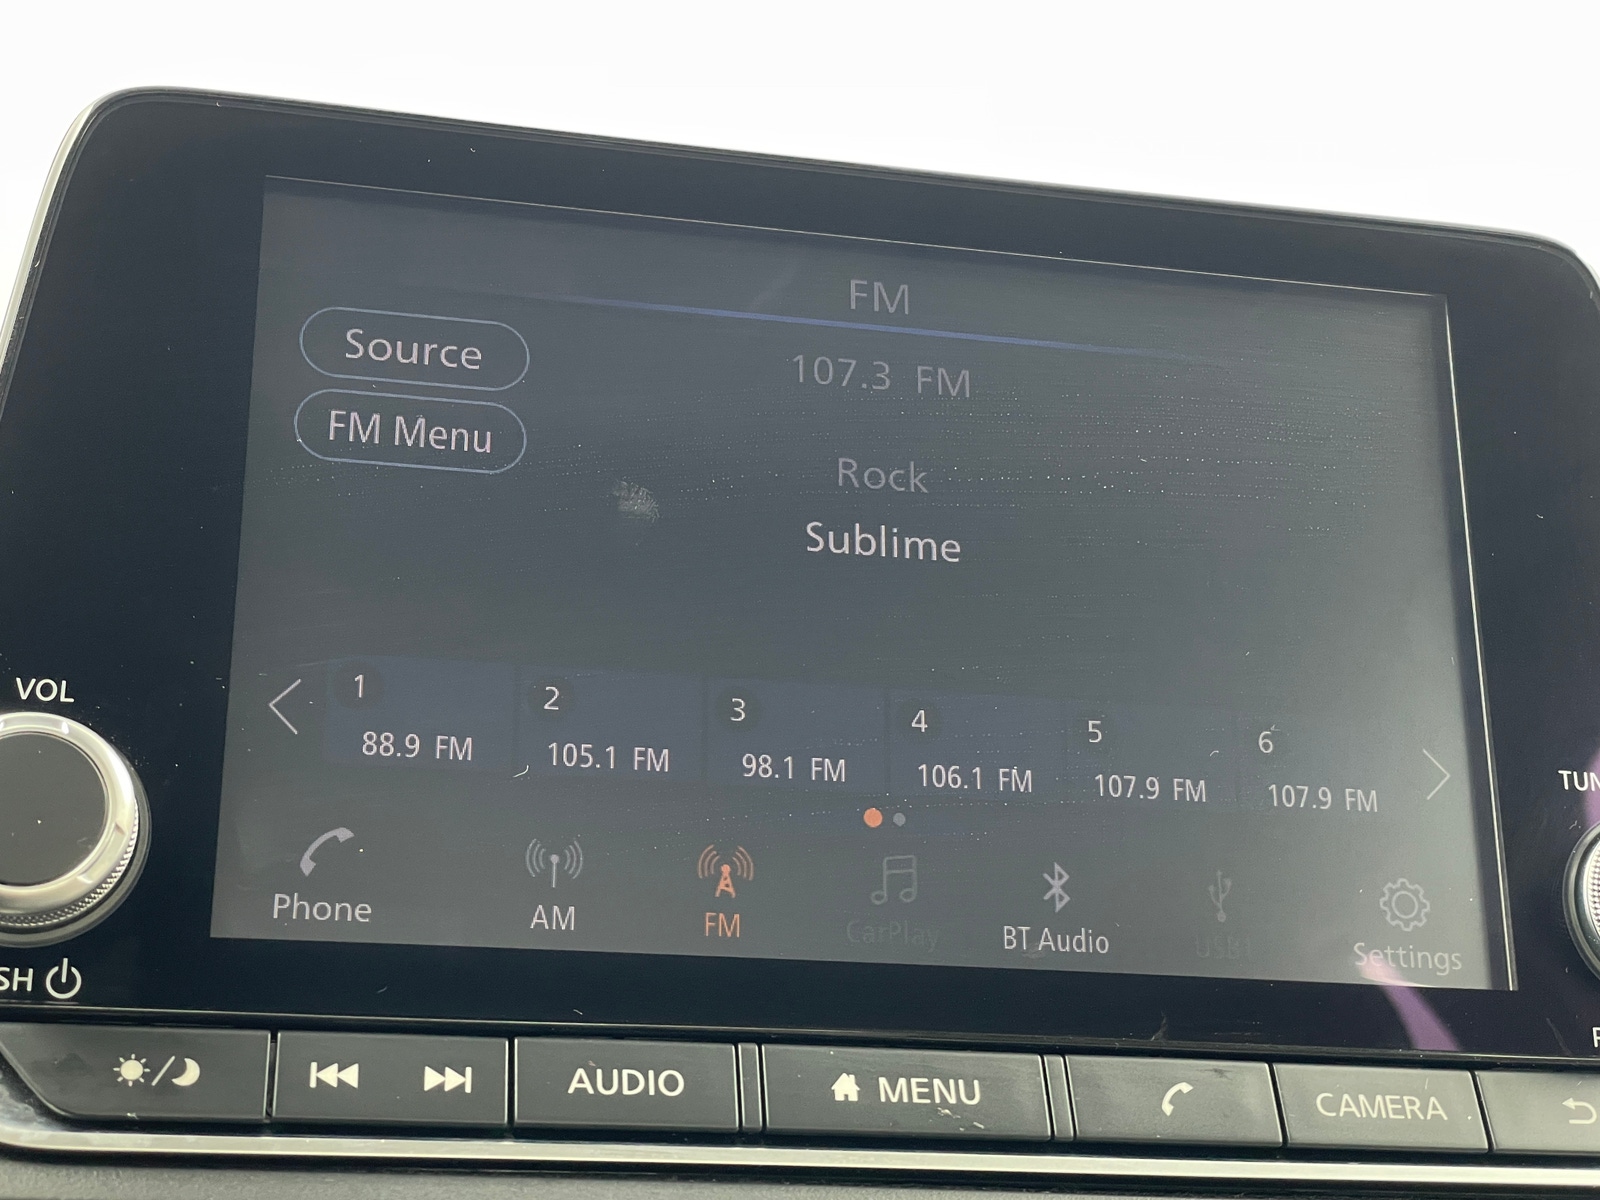 FM
Source
107.3 FM
FM Menu
Rock
Sublime
1 2 3 4 5 6
88.9 FM 105.1 FM 98.1 FM 106.1 FM 107.9 FM 107.9 FM
VOL
Phone AM FM CarPlay BT Audio USB1 Settings
AUDIO MENU CAMERA